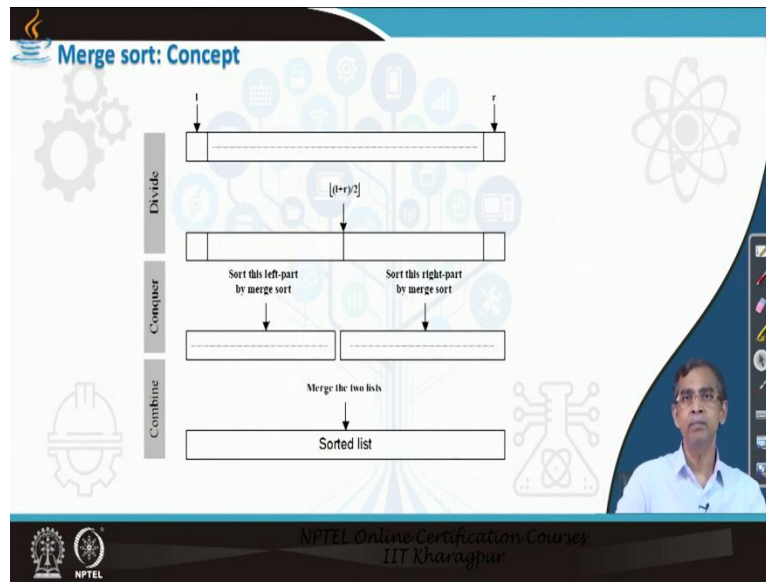 Merge sort: Concept
l
r
Divide
⌊(l+r)/2⌋
Sort this left-part
by merge sort
Sort this right-part
by merge sort
Conquer
Merge the two lists
Combine
Sorted list
NPTEL Online Certification Courses
IIT Kharagpur
NPTEL